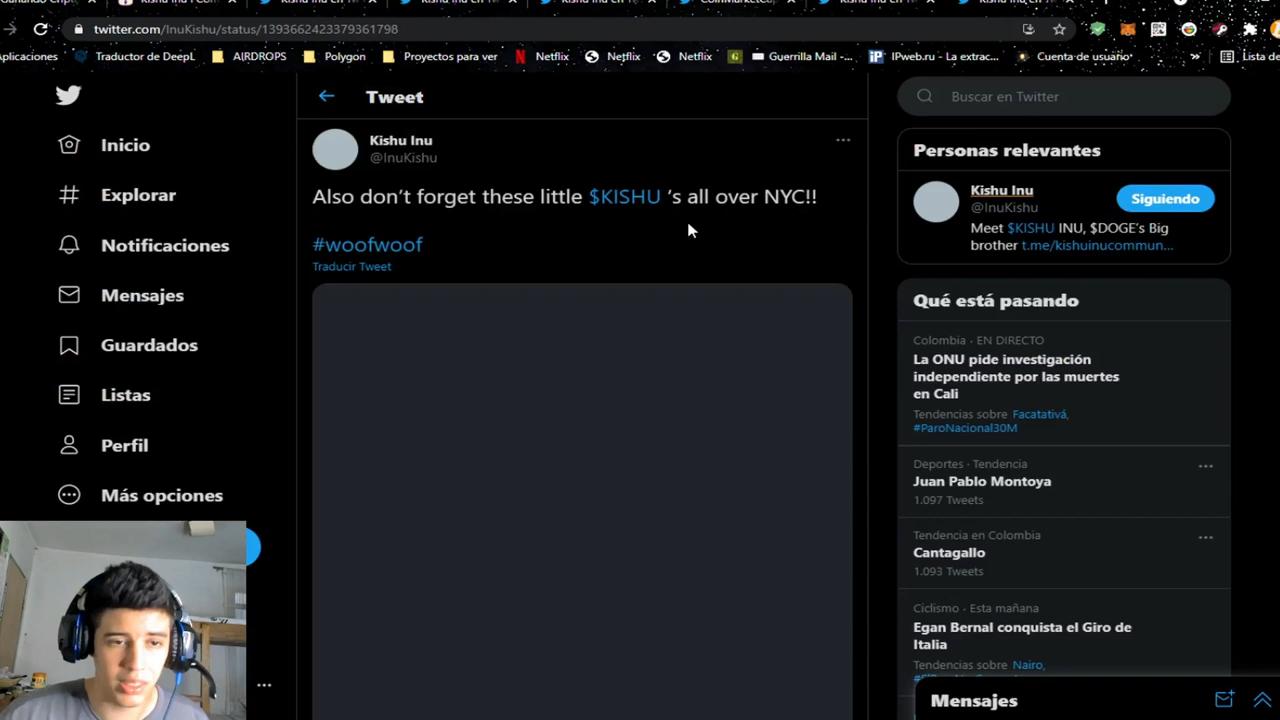 Kishu Inu
twitter.com/InuKishu/status/1393662423379361798
Aplicaciones
Traductor de DeepL
AIRDROPS
Polygon
Proyectos para ver
Netflix
Netflix
Netflix
Guerrilla Mail -...
IPweb.ru - La extrac...
Cuenta de usuario
»
Lista de
Inicio
Explorar
Notificaciones
Mensajes
Guardados
Listas
Perfil
Más opciones
Tweet
Kishu Inu
@InuKishu
Also don't forget these little $KISHU 's all over NYC!!
#woofwoof
Traducir Tweet
Buscar en Twitter
Personas relevantes
Kishu Inu
@InuKishu
Siguiendo
Meet $KISHU INU, $DOGE's Big
brother t.me/kishuinucommun...
Qué está pasando
Colombia · EN DIRECTO
La ONU pide investigación
independiente por las muertes
en Cali
Tendencias sobre Facatativá,
#ParoNacional30M
Deportes · Tendencia
Juan Pablo Montoya
1.097 Tweets
Tendencia en Colombia
Cantagallo
1.093 Tweets
Ciclismo · Esta mañana
Egan Bernal conquista el Giro de
Italia
Tendencias sobre Nairo,
Mensajes